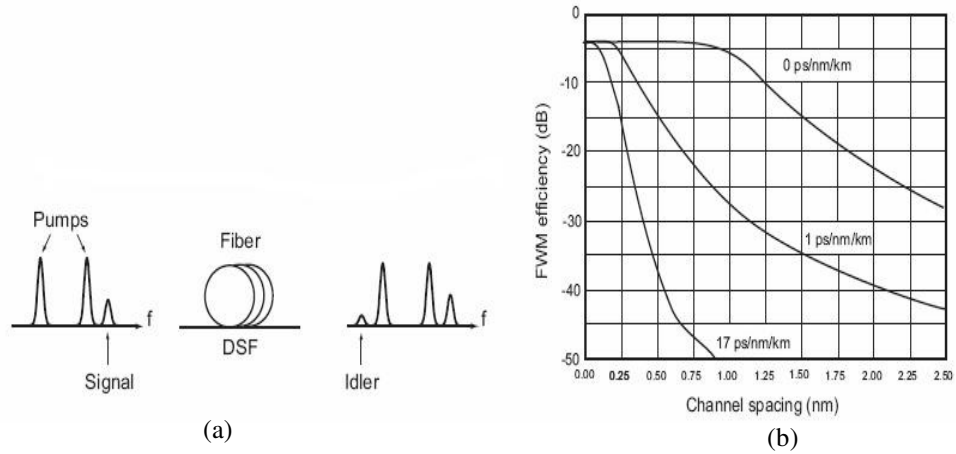 Pumps
Fiber
f
f
DSF
Signal
Idler
(a)
FWM efficiency (dB)
0
-10
-20
-30
-40
-50
0 ps/nm/km
1 ps/nm/km
17 ps/nm/km
0.00 0.25 0.50 0.75 1.00 1.25 1.50 1.75 2.00 2.25 2.50
Channel spacing (nm)
(b)